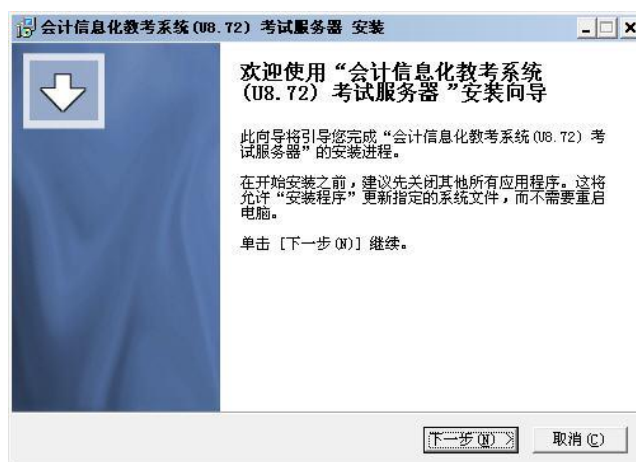 会计信息化教考系统(U8.72) 考试服务器 安装
欢迎使用“会计信息化教考系统
(U8.72) 考试服务器 ”安装向导
此向导将引导您完成“会计信息化教考系统(U8.72) 考
试服务器”的安装进程。
在开始安装之前，建议先关闭其他所有应用程序。这将
允许“安装程序”更新指定的系统文件，而不需要重启
电脑。
单击 [下一步(N)] 继续。
下一步(N) >
取消(C)